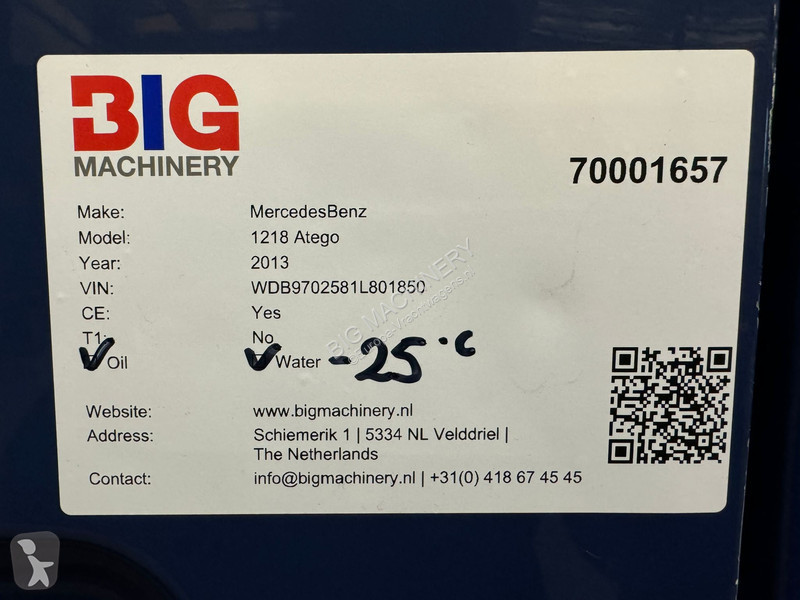 BIG
MACHINERY
70001657
Make: MercedesBenz
Model: 1218 Atego
Year: 2013
VIN: WDB9702581L801850
CE: Yes
T1: No
Oil Water -25 °C
Website: www.bigmachinery.nl
Address: Schiemerik 1 | 5334 NL Velddriel |
The Netherlands
Contact: info@bigmachinery.nl | +31(0) 418 67 45 45
BIG MACHINERY